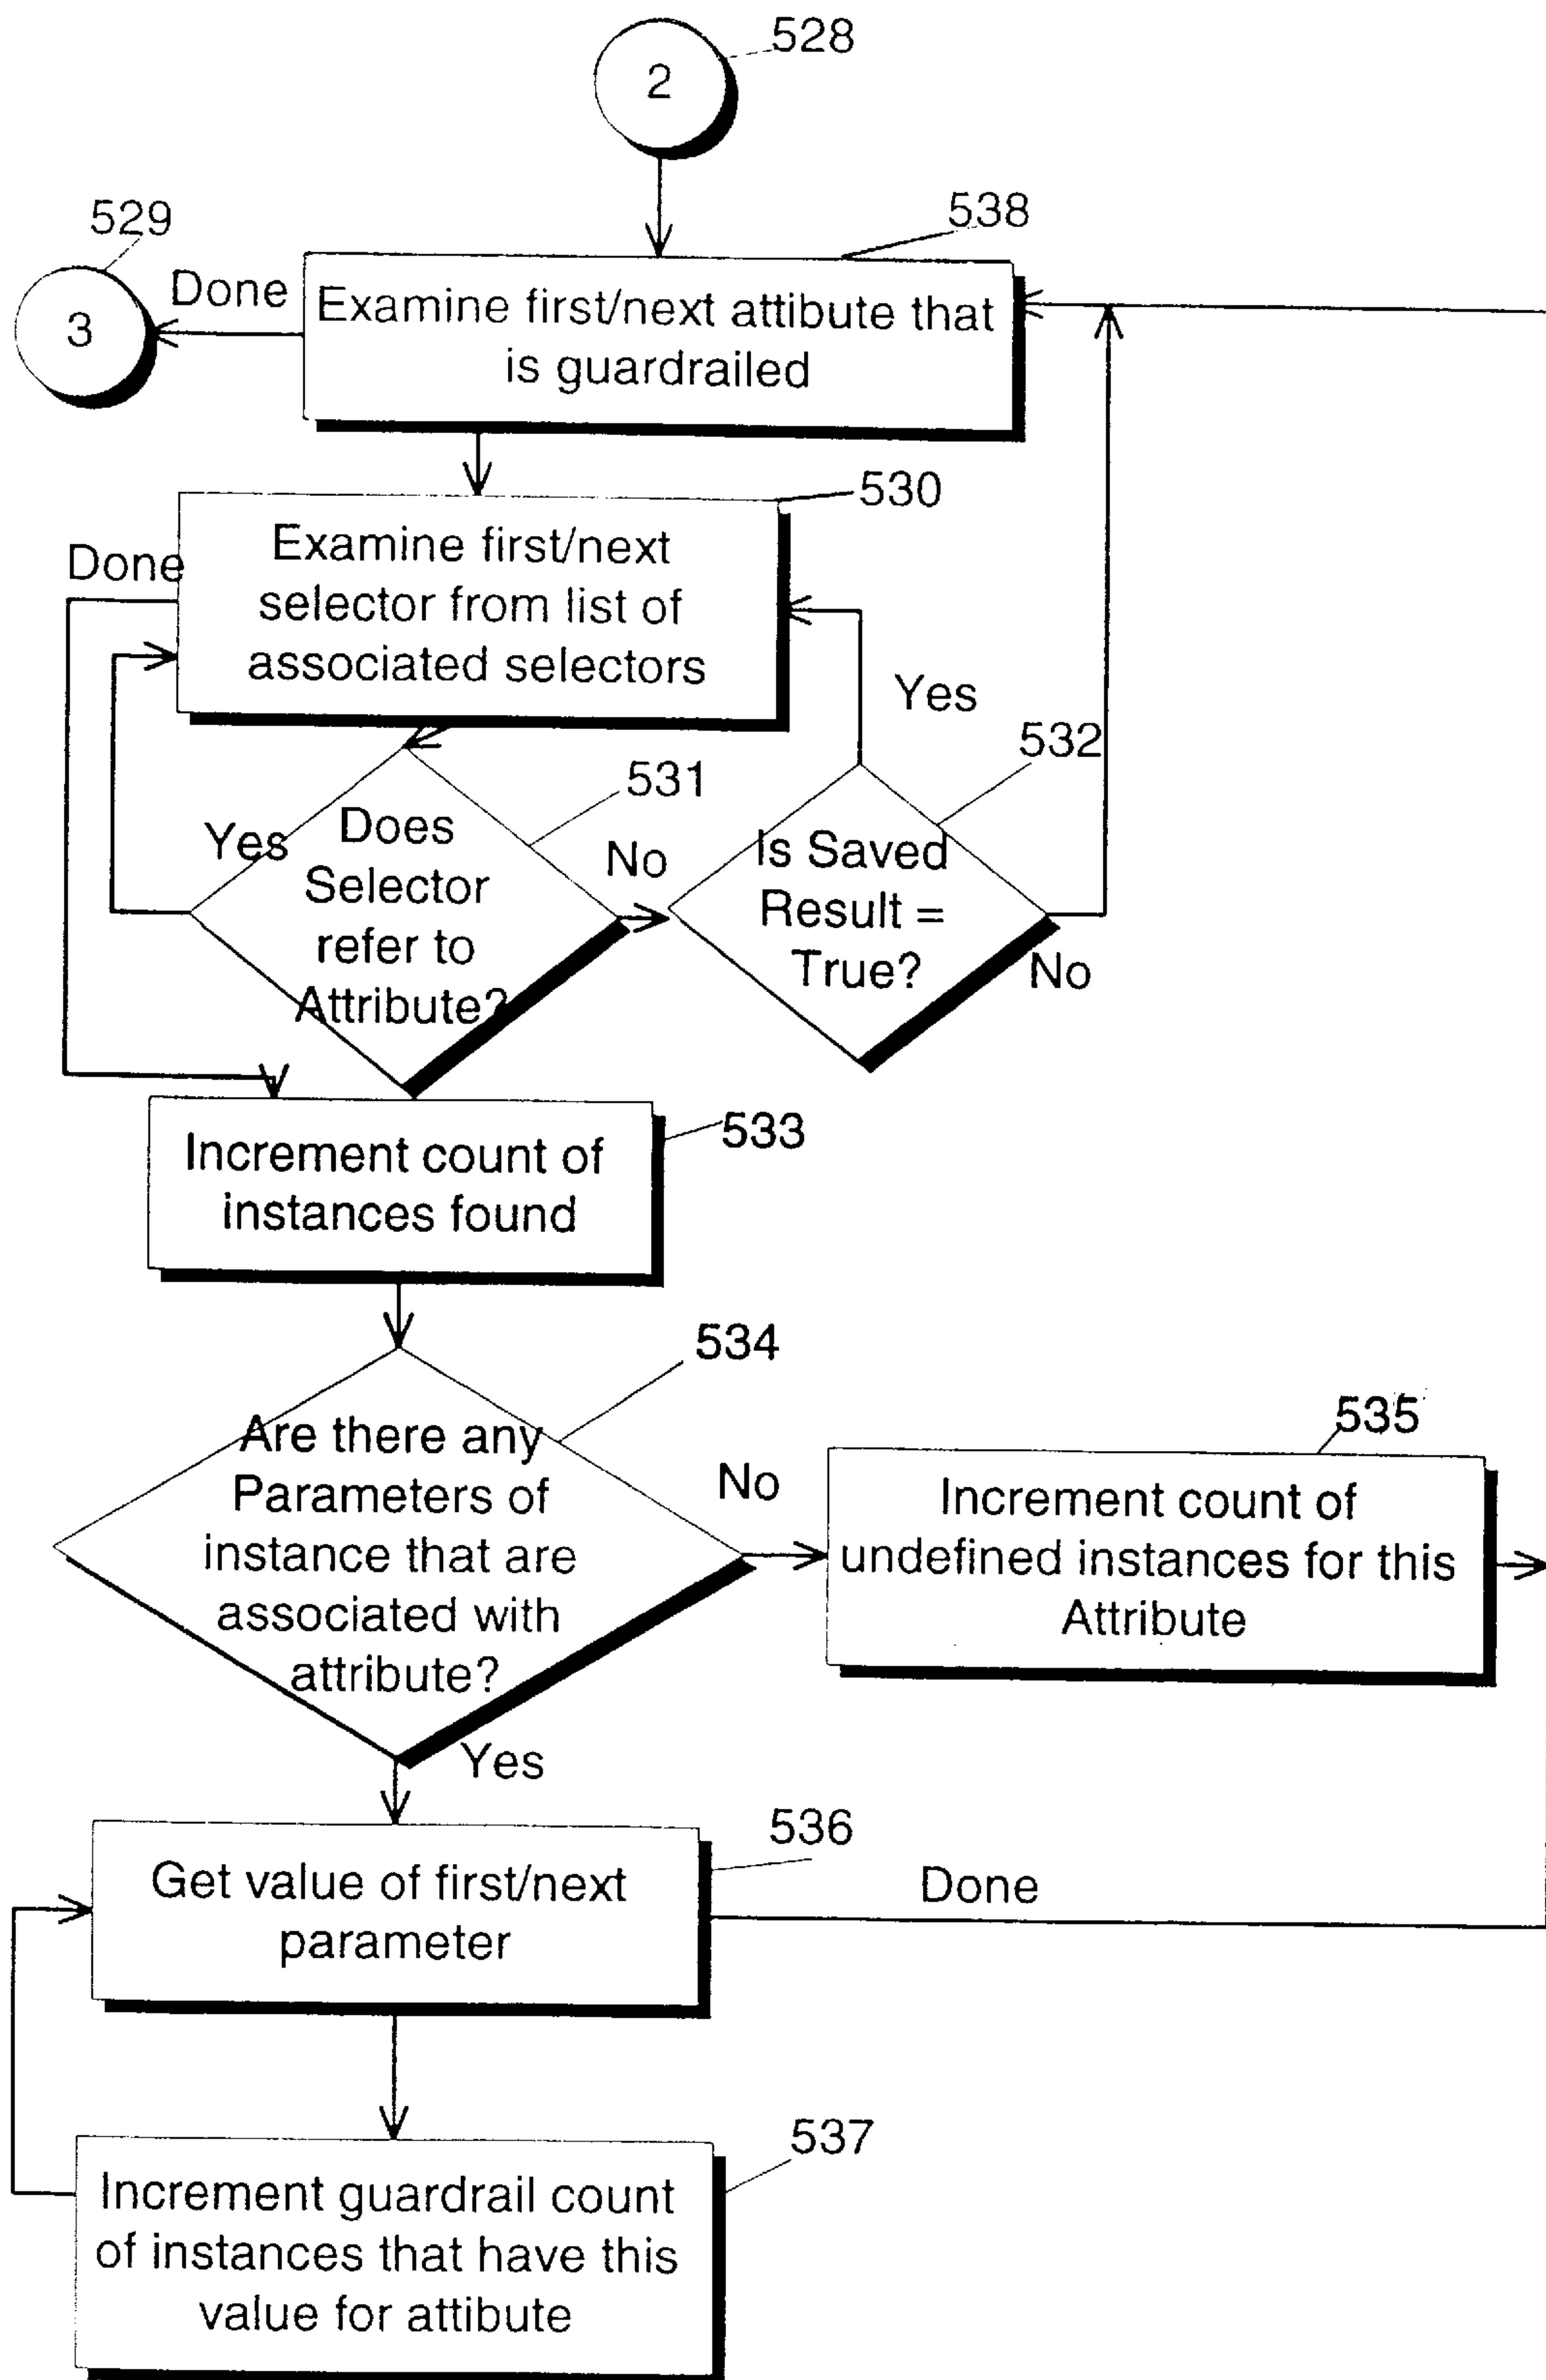 528
2
538
529
Done
3
Examine first/next attibute that
is guardrailed
530
Done
Examine first/next
selector from list of
associated selectors
Yes
532
531
Yes
Does
Selector
refer to
Attribute?
No
Is Saved
Result =
True?
No
533
Increment count of
instances found
534
Are there any
Parameters of
instance that are
associated with
attribute?
No
535
Increment count of
undefined instances for this
Attribute
Yes
536
Get value of first/next
parameter
Done
537
Increment guardrail count
of instances that have this
value for attibute